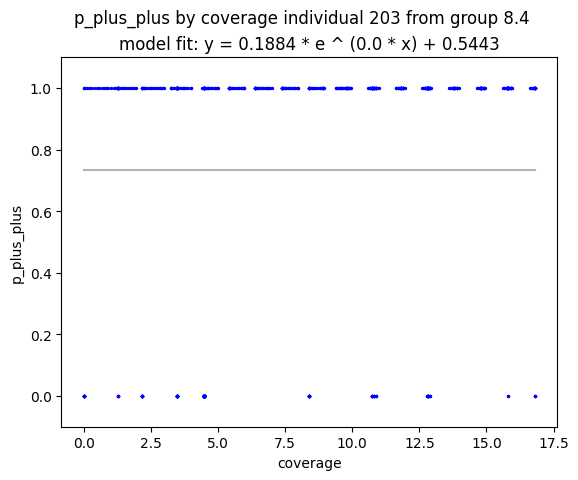 p_plus_plus by coverage individual 203 from group 8.4
model fit: y = 0.1884 * e ^ (0.0 * x) + 0.5443
1.0
0.8
0.6
0.4
0.2
0.0
p_plus_plus
0.0 2.5 5.0 7.5 10.0 12.5 15.0 17.5
coverage